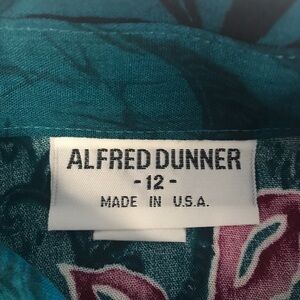 ALFRED DUNNER
- 12 -
MADE IN U.S.A.